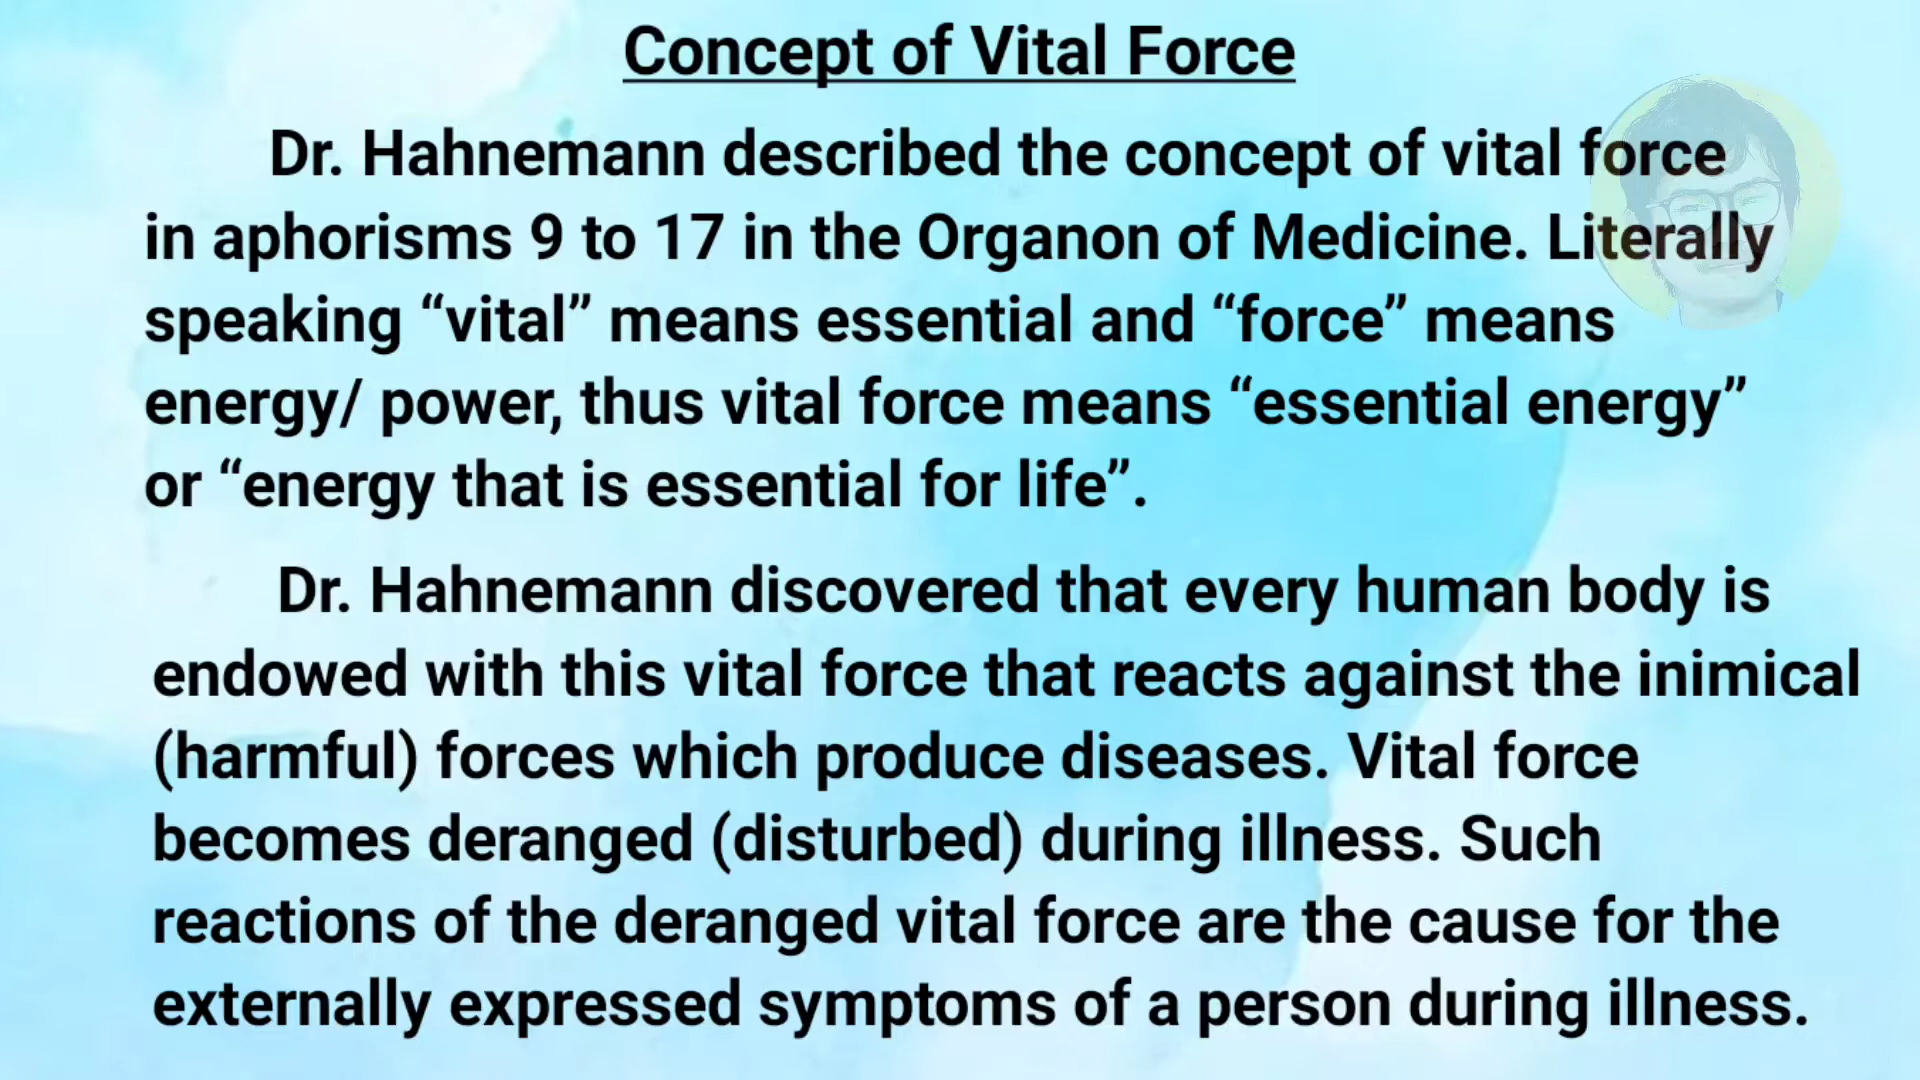 Concept of Vital Force
Dr. Hahnemann described the concept of vital force
in aphorisms 9 to 17 in the Organon of Medicine. Literally
speaking “vital” means essential and “force” means
energy/ power, thus vital force means “essential energy”
or “energy that is essential for life”.
Dr. Hahnemann discovered that every human body is
endowed with this vital force that reacts against the inimical
(harmful) forces which produce diseases. Vital force
becomes deranged (disturbed) during illness. Such
reactions of the deranged vital force are the cause for the
externally expressed symptoms of a person during illness.